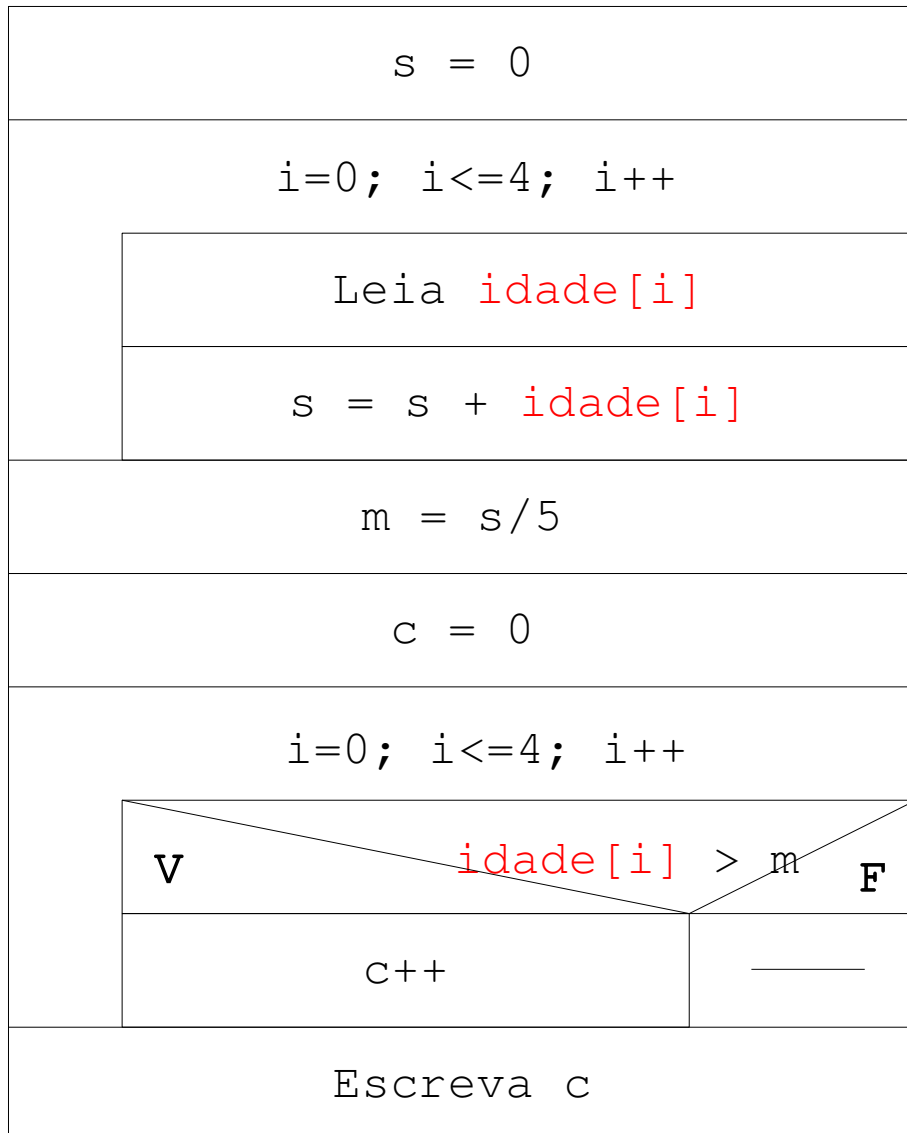 s = 0
i=0; i<=4; i++
Leia idade[i]
s = s + idade[i]
m = s/5
c = 0
i=0; i<=4; i++
V idade[i] > m F
c++
Escreva c